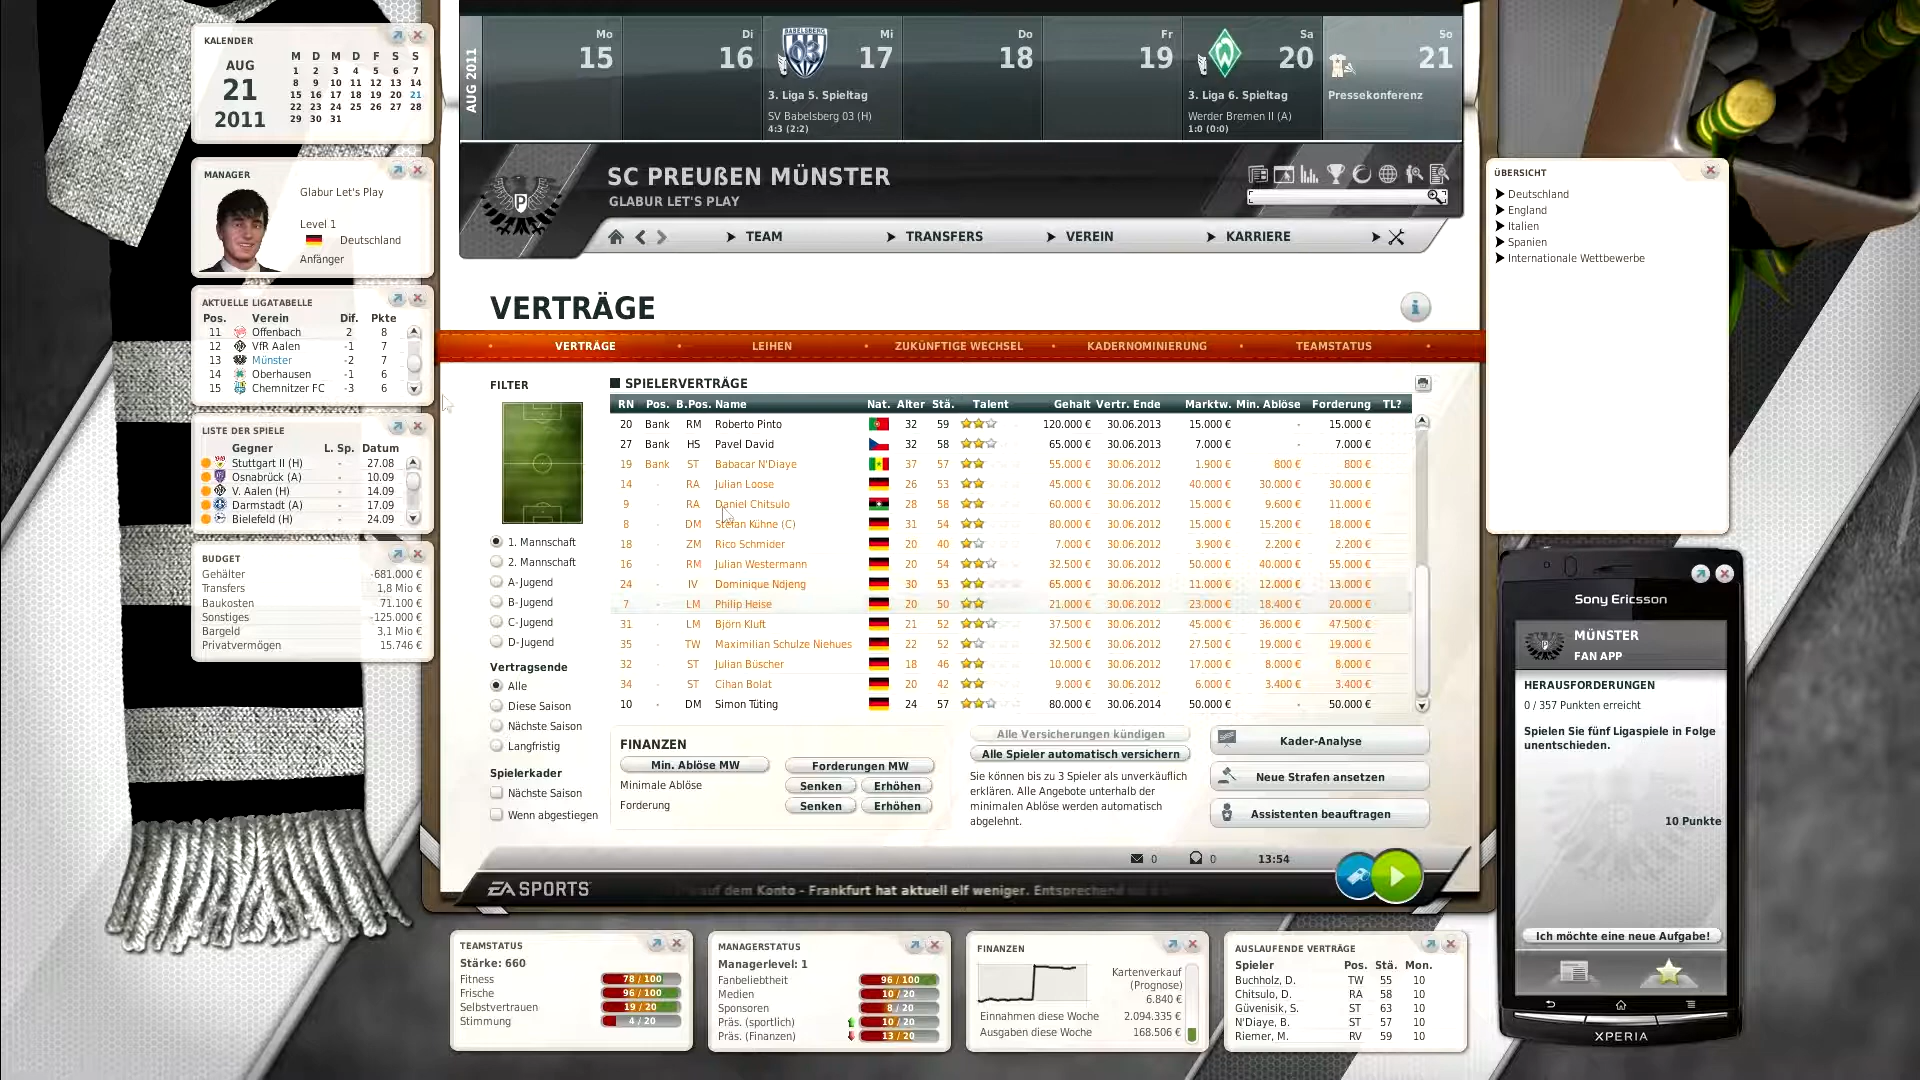 KALENDER
AUG
21
2011
M D M D F S S
1 2 3 4 5 6 7
8 9 10 11 12 13 14
15 16 17 18 19 20 21
22 23 24 25 26 27 28
29 30 31
MANAGER
Glabur Let's Play
Level 1
Deutschland
Anfänger
AKTUELLE LIGATABELLE
Pos. Verein Dif. Pkte
11 Offenbach 2 8
12 VfR Aalen -1 7
13 Münster -2 7
14 Oberhausen -1 6
15 Chemnitzer FC -3 6
LISTE DER SPIELE
Gegner L. Sp. Datum
Stuttgart II (H) - 27.08
Osnabrück (A) - 10.09
V. Aalen (H) - 14.09
Darmstadt (A) - 17.09
Bielefeld (H) - 24.09
BUDGET
Gehälter -681.000 €
Transfers 1,8 Mio €
Baukosten 71.100 €
Sonstiges -125.000 €
Bargeld 3,1 Mio €
Privatvermögen 15.746 €
AUG 2011
Mo 15
Di 16
Mi 17
3. Liga 5. Spieltag
SV Babelsberg 03 (H)
4:3 (2:2)
Do 18
Fr 19
Sa 20
3. Liga 6. Spieltag
Werder Bremen II (A)
1:0 (0:0)
So 21
Pressekonferenz
SC PREUßEN MÜNSTER
GLABUR LET'S PLAY
TEAM TRANSFERS VEREIN KARRIERE
VERTRÄGE
VERTRÄGE LEIHEN ZUKÜNFTIGE WECHSEL KADERNOMINIERUNG TEAMSTATUS
FILTER
1. Mannschaft
2. Mannschaft
A-Jugend
B-Jugend
C-Jugend
D-Jugend
Vertragsende
Alle
Diese Saison
Nächste Saison
Langfristig
Spielerkader
Nächste Saison
Wenn abgestiegen
SPIELERVERTRÄGE
RN Pos. B.Pos. Name Nat. Alter Stä. Talent Gehalt Vertr. Ende Marktw. Min. Ablöse Forderung TL?
20 Bank RM Roberto Pinto 32 59 120.000 € 30.06.2013 15.000 € - 15.000 €
27 Bank HS Pavel David 32 58 65.000 € 30.06.2013 7.000 € - 7.000 €
19 Bank ST Babacar N'Diaye 37 57 55.000 € 30.06.2012 1.900 € 800 € 800 €
14 - RA Julian Loose 26 53 45.000 € 30.06.2012 40.000 € 30.000 € 30.000 €
9 - RA Daniel Chitsulo 28 58 60.000 € 30.06.2012 15.000 € 9.600 € 11.000 €
8 - DM Stefan Kühne (C) 31 54 80.000 € 30.06.2012 15.000 € 15.200 € 18.000 €
18 - ZM Rico Schmider 20 40 7.000 € 30.06.2012 3.900 € 2.200 € 2.200 €
16 - RM Julian Westermann 20 54 32.500 € 30.06.2012 50.000 € 40.000 € 55.000 €
24 - IV Dominique Ndjeng 30 53 65.000 € 30.06.2012 11.000 € 12.000 € 13.000 €
7 - LM Philip Heise 20 50 21.000 € 30.06.2012 23.000 € 18.400 € 20.000 €
31 - LM Björn Kluft 21 52 37.500 € 30.06.2012 45.000 € 36.000 € 47.500 €
35 - TW Maximilian Schulze Niehues 22 52 32.500 € 30.06.2012 27.500 € 19.000 € 19.000 €
32 - ST Julian Büscher 18 46 10.000 € 30.06.2012 17.000 € 8.000 € 8.000 €
34 - ST Cihan Bolat 20 42 9.000 € 30.06.2012 6.000 € 3.400 € 3.400 €
10 - DM Simon Tüting 24 57 80.000 € 30.06.2014 50.000 € - 50.000 €
FINANZEN
Min. Ablöse MW Forderungen MW
Minimale Ablöse Senken Erhöhen
Forderung Senken Erhöhen
Alle Versicherungen kündigen
Alle Spieler automatisch versichern
Sie können bis zu 3 Spieler als unverkäuflich
erklären. Alle Angebote unterhalb der
minimalen Ablöse werden automatisch
abgelehnt.
Kader-Analyse
Neue Strafen ansetzen
Assistenten beauftragen
0 0 13:54
EA SPORTS
auf dem Konto - Frankfurt hat aktuell elf weniger. Entsprechend
ÜBERSICHT
Deutschland
England
Italien
Spanien
Internationale Wettbewerbe
Sony Ericsson
MÜNSTER
FAN APP
HERAUSFORDERUNGEN
0 / 357 Punkten erreicht
Spielen Sie fünf Ligaspiele in Folge
unentschieden.
10 Punkte
Ich möchte eine neue Aufgabe!
XPERIA
TEAMSTATUS
Stärke: 660
Fitness 78 / 100
Frische 96 / 100
Selbstvertrauen 19 / 20
Stimmung 4 / 20
MANAGERSTATUS
Managerlevel: 1
Fanbeliebtheit 96 / 100
Medien 10 / 20
Sponsoren 8 / 20
Präs. (sportlich) 10 / 20
Präs. (Finanzen) 13 / 20
FINANZEN
Kartenverkauf
(Prognose)
6.840 €
Einnahmen diese Woche 2.094.335 €
Ausgaben diese Woche 168.506 €
AUSLAUFENDE VERTRÄGE
Spieler Pos. Stä. Mon.
Buchholz, D. TW 55 10
Chitsulo, D. RA 58 10
Güvenisik, S. ST 63 10
N'Diaye, B. ST 57 10
Riemer, M. RV 59 10